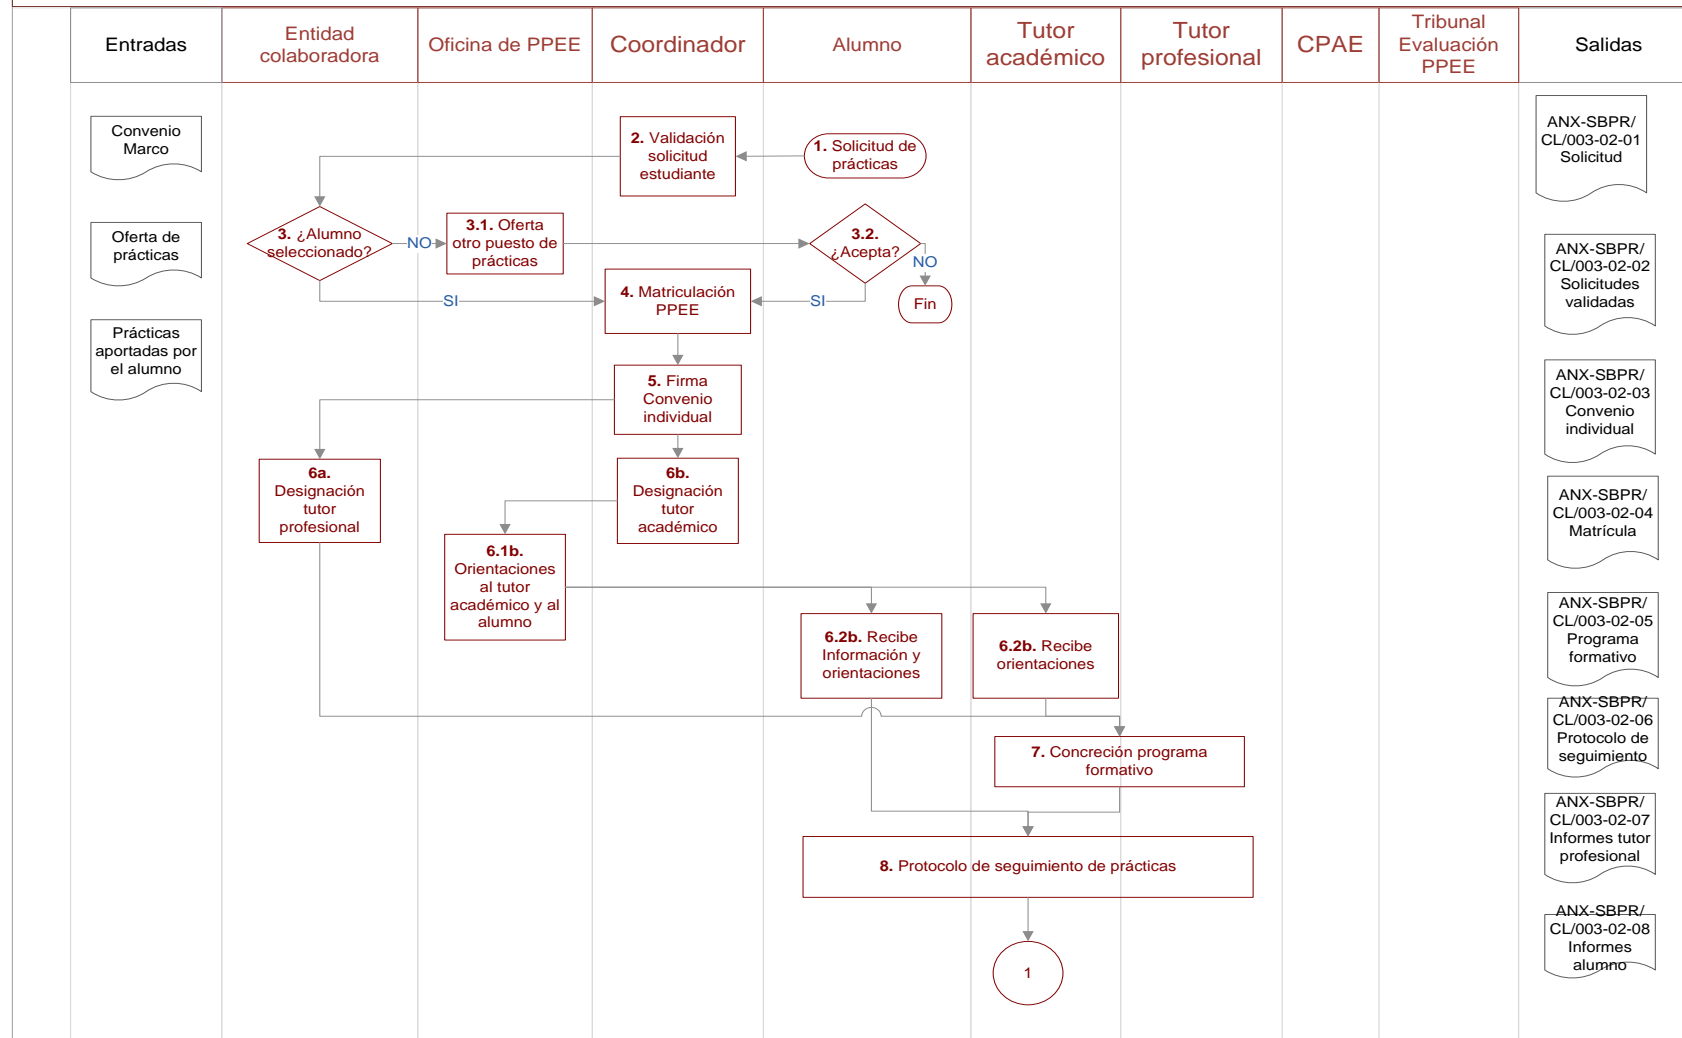 Entradas
Entidad
colaboradora
Oficina de PPEE
Coordinador
Alumno
Tutor
académico
Tutor
profesional
CPAE
Tribunal
Evaluación
PPEE
Salidas
Convenio
Marco
2. Validación
solicitud
estudiante
1. Solicitud de
prácticas
ANX-SBPR/
CL/003-02-01
Solicitud
Oferta de
prácticas
3. ¿Alumno
seleccionado?
NO
3.1. Oferta
otro puesto de
prácticas
3.2.
¿Acepta?
NO
Fin
SI
SI
4. Matriculación
PPEE
ANX-SBPR/
CL/003-02-02
Solicitudes
validadas
Prácticas
aportadas por
el alumno
5. Firma
Convenio
individual
ANX-SBPR/
CL/003-02-03
Convenio
individual
6a.
Designación
tutor
profesional
6b.
Designación
tutor
académico
ANX-SBPR/
CL/003-02-04
Matrícula
6.1b.
Orientaciones
al tutor
académico y al
alumno
6.2b. Recibe
Información y
orientaciones
6.2b. Recibe
orientaciones
ANX-SBPR/
CL/003-02-05
Programa
formativo
7. Concreción programa
formativo
ANX-SBPR/
CL/003-02-06
Protocolo de
seguimiento
8. Protocolo de seguimiento de prácticas
ANX-SBPR/
CL/003-02-07
Informes tutor
profesional
1
ANX-SBPR/
CL/003-02-08
Informes
alumno